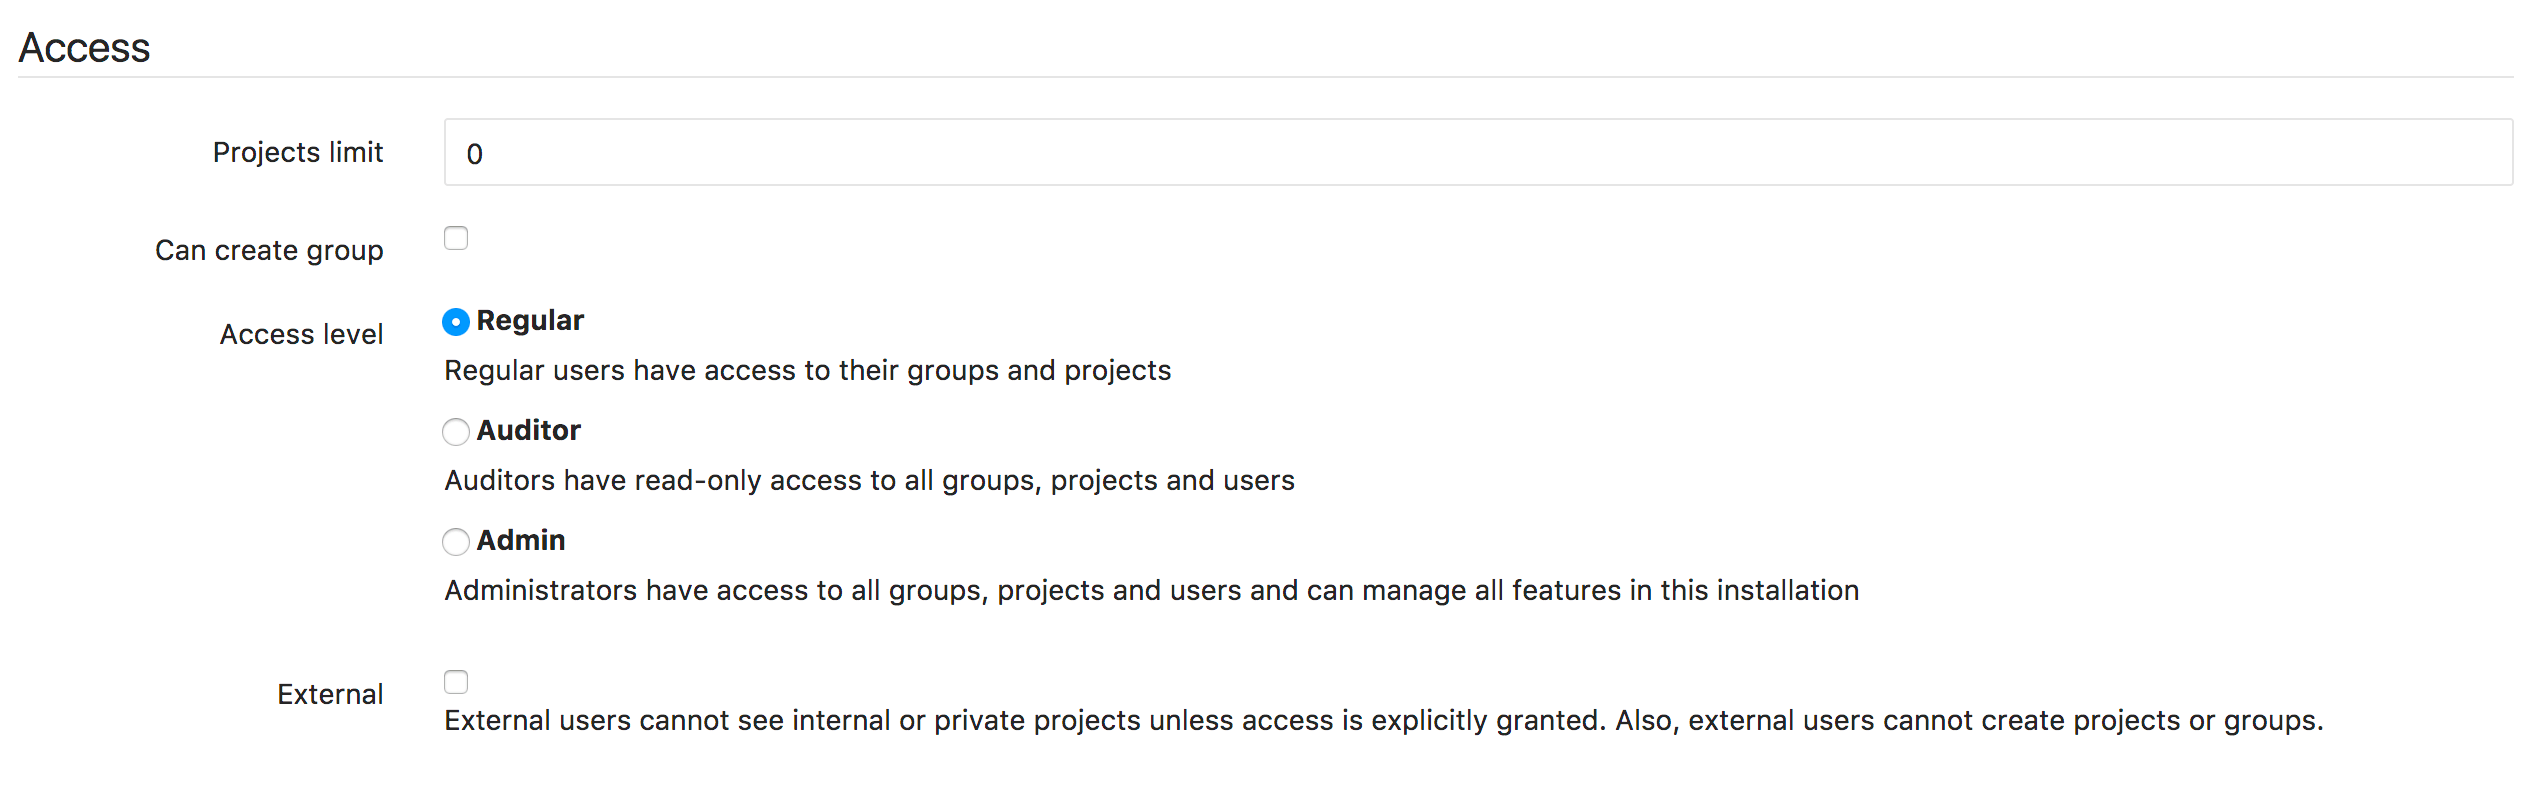 Access
Projects limit
0
Can create group
Access level
Regular
Regular users have access to their groups and projects
Auditor
Auditors have read-only access to all groups, projects and users
Admin
Administrators have access to all groups, projects and users and can manage all features in this installation
External
External users cannot see internal or private projects unless access is explicitly granted. Also, external users cannot create projects or groups.